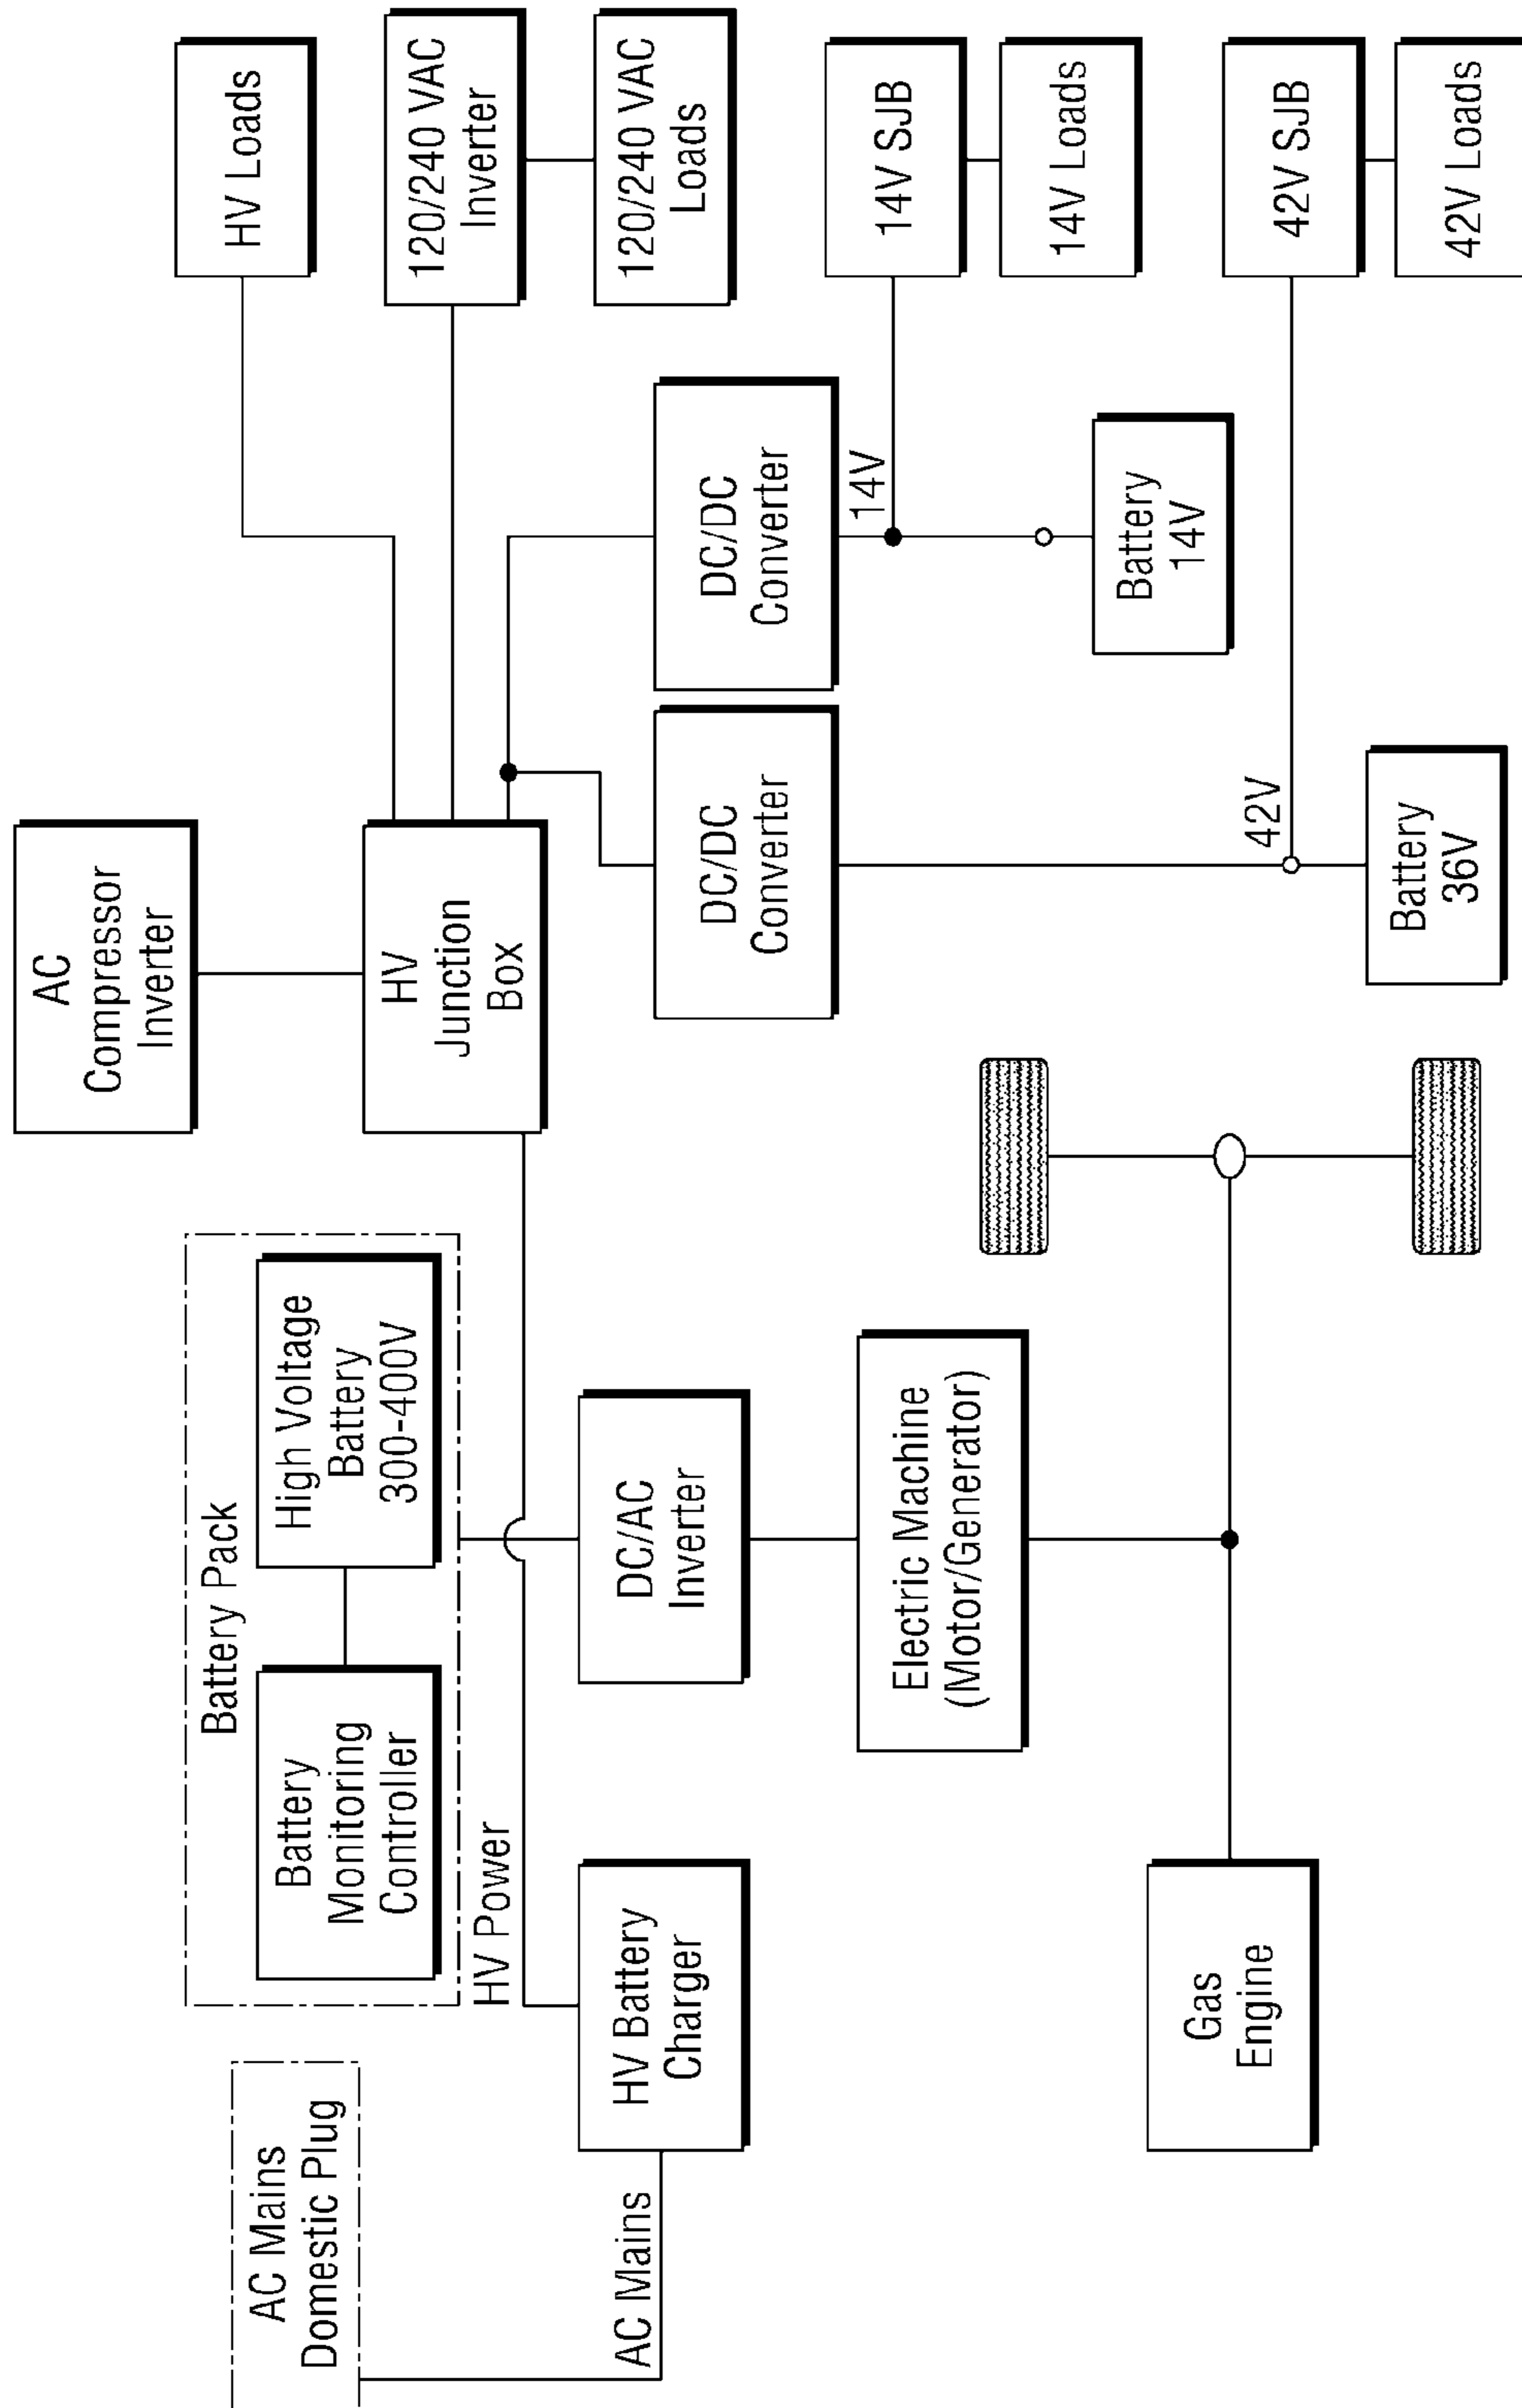 AC Mains
Domestic Plug
AC Mains
HV Battery
Charger
HV Power
Battery Pack
Battery
Monitoring
Controller
High Voltage
Battery
300-400V
DC/AC
Inverter
Electric Machine
(Motor/Generator)
Gas
Engine
AC
Compressor
Inverter
HV
Junction
Box
DC/DC
Converter
DC/DC
Converter
42V
Battery
36V
14V
Battery
14V
HV Loads
120/240 VAC
Inverter
120/240 VAC
Loads
14V SJB
14V Loads
42V SJB
42V Loads